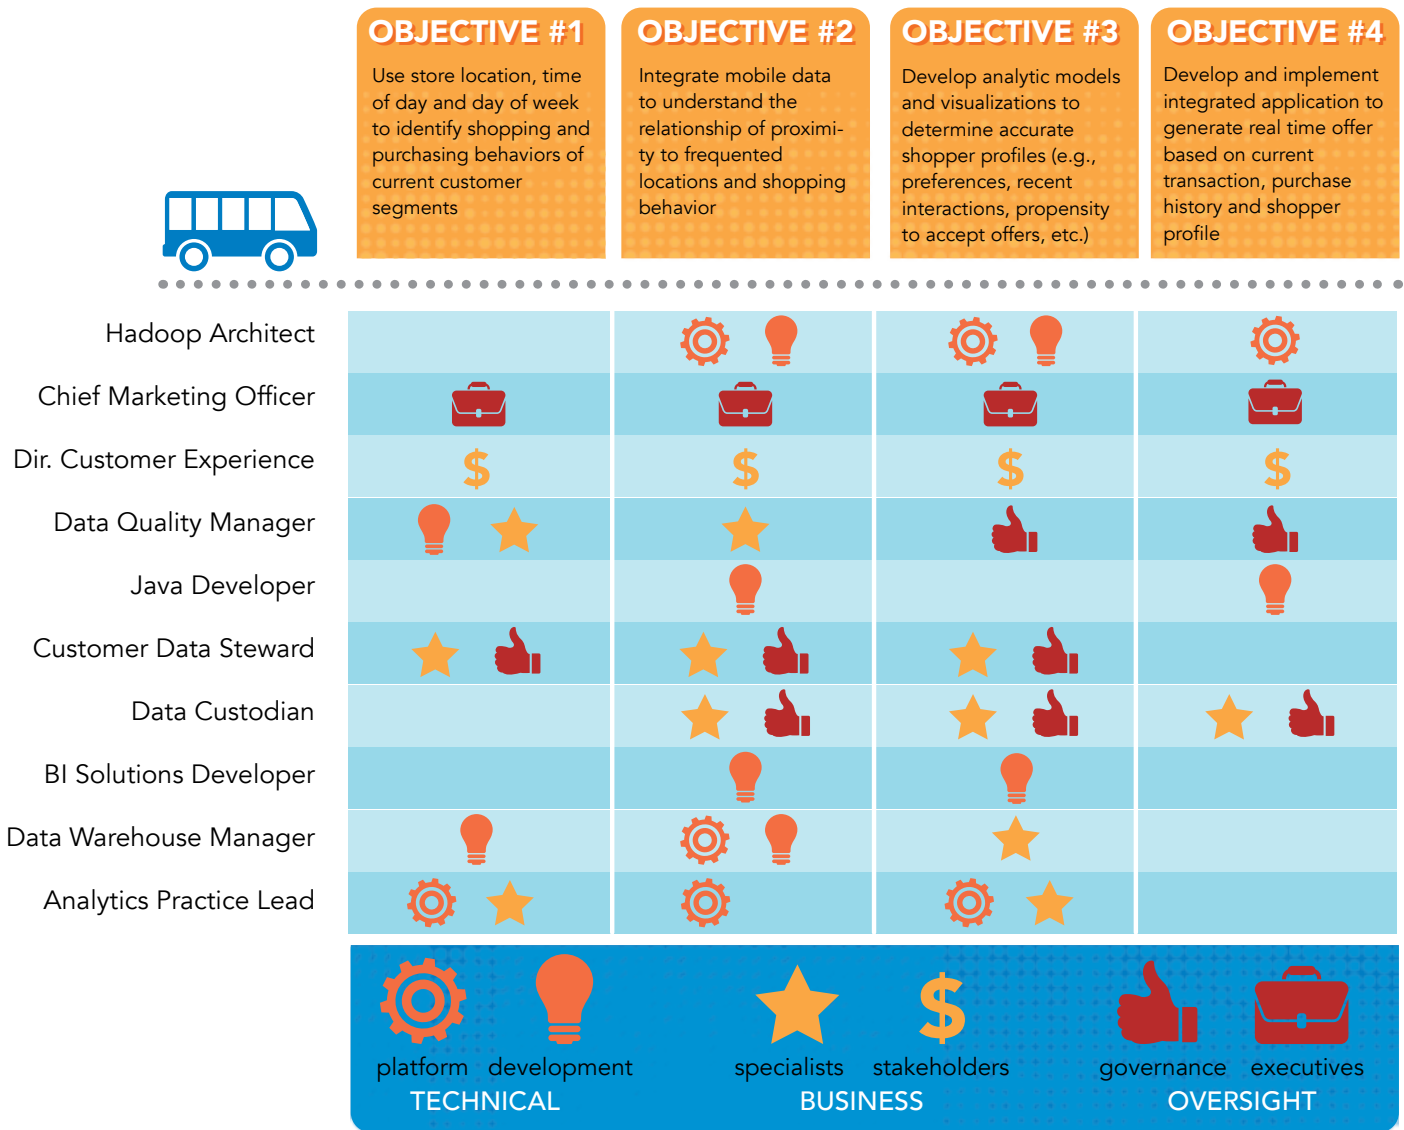 OBJECTIVE #1
Use store location, time
of day and day of week
to identify shopping and
purchasing behaviors of
current customer
segments
OBJECTIVE #2
Integrate mobile data
to understand the
relationship of proximi-
ty to frequented
locations and shopping
behavior
OBJECTIVE #3
Develop analytic models
and visualizations to
determine accurate
shopper profiles (e.g.,
preferences, recent
interactions, propensity
to accept offers, etc.)
OBJECTIVE #4
Develop and implement
integrated application to
generate real time offer
based on current
transaction, purchase
history and shopper
profile
Hadoop Architect
Chief Marketing Officer
Dir. Customer Experience
$ $ $ $
Data Quality Manager
Java Developer
Customer Data Steward
Data Custodian
BI Solutions Developer
Data Warehouse Manager
Analytics Practice Lead
$
platform development specialists stakeholders governance executives
TECHNICAL BUSINESS OVERSIGHT